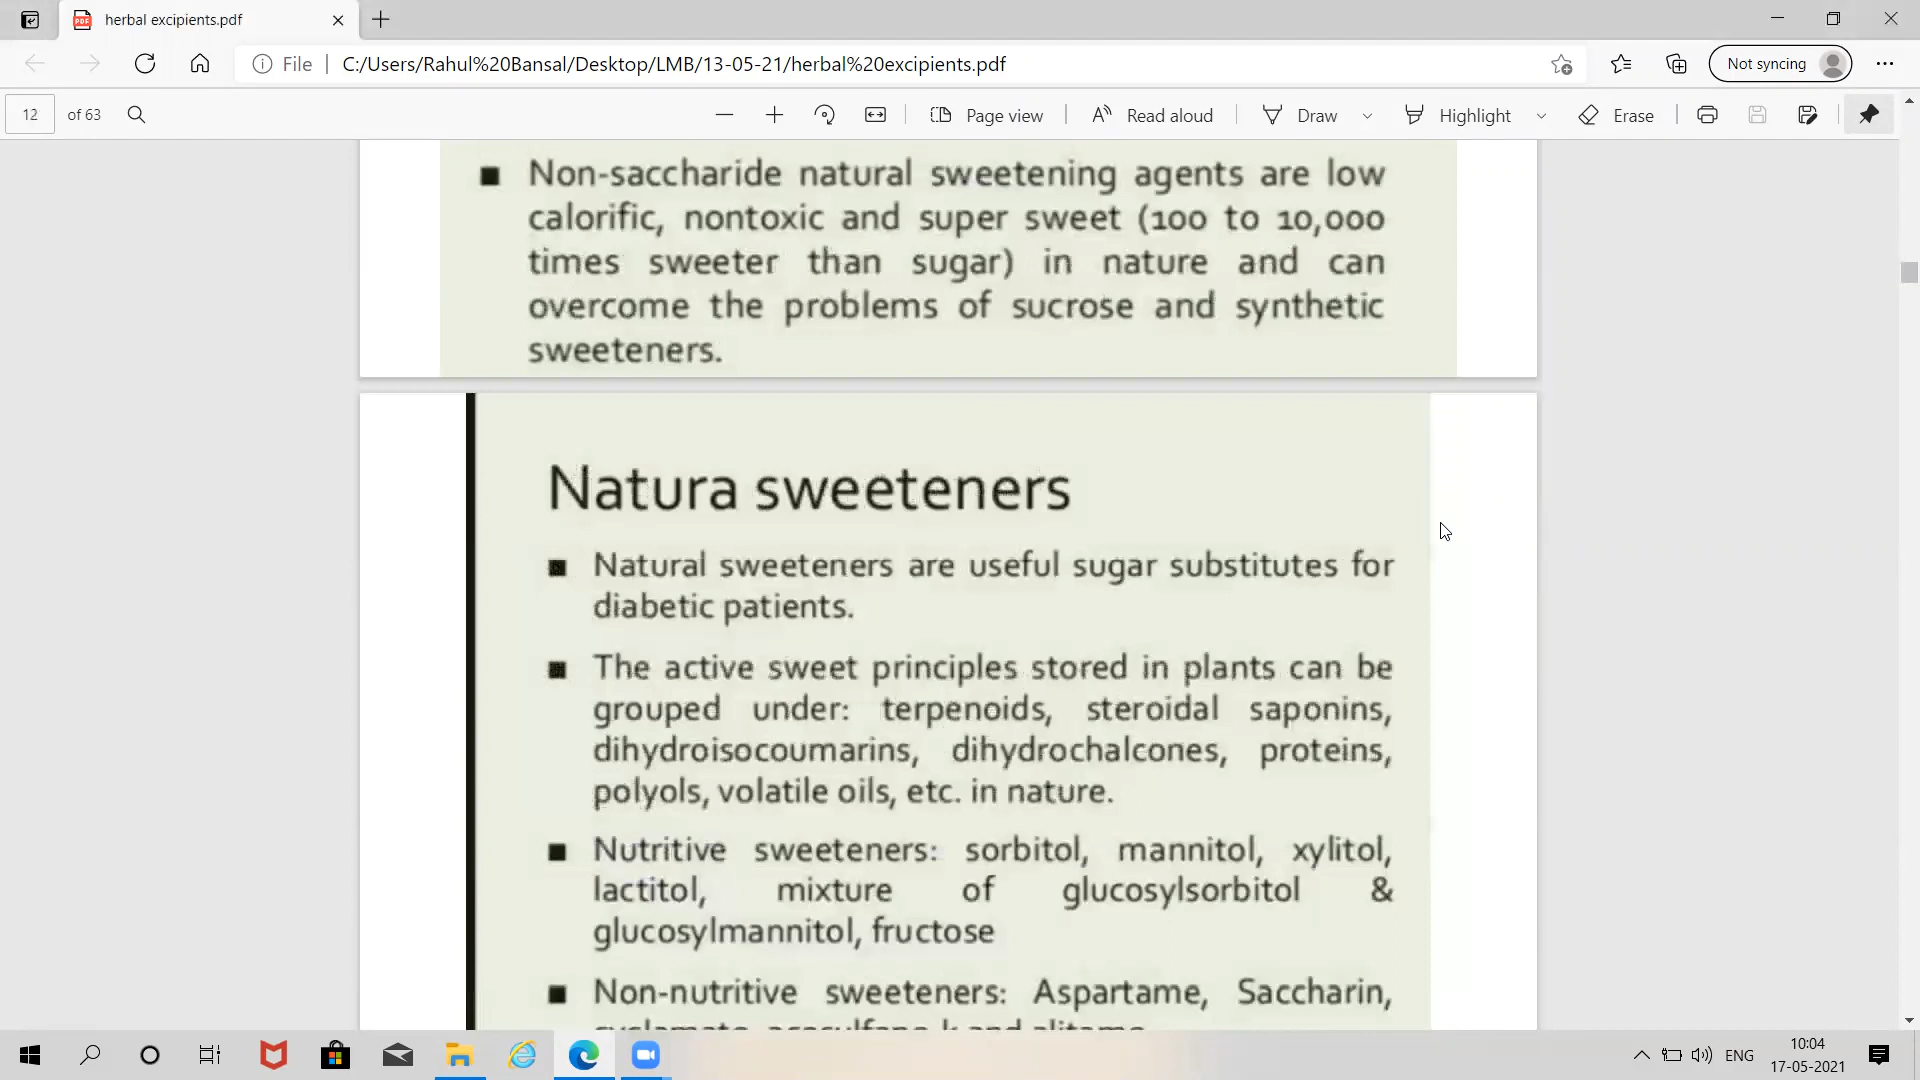 herbal excipients.pdf
File
C:/Users/Rahul%20Bansal/Desktop/LMB/13-05-21/herbal%20excipients.pdf
Not syncing
12 of 63
Page view
Read aloud
Draw
Highlight
Erase
■ Non-saccharide natural sweetening agents are low
calorific, nontoxic and super sweet (100 to 10,000
times sweeter than sugar) in nature and can
overcome the problems of sucrose and synthetic
sweeteners.
Natura sweeteners
■ Natural sweeteners are useful sugar substitutes for
diabetic patients.
■ The active sweet principles stored in plants can be
grouped under: terpenoids, steroidal saponins,
dihydroisocoumarins, dihydrochalcones, proteins,
polyols, volatile oils, etc. in nature.
■ Nutritive sweeteners: sorbitol, mannitol, xylitol,
lactitol, mixture of glucosylsorbitol &
glucosylmannitol, fructose
■ Non-nutritive sweeteners: Aspartame, Saccharin,
ENG
10:04
17-05-2021